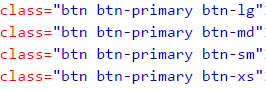 class="btn btn-primary btn-lg"
class="btn btn-primary btn-md"
class="btn btn-primary btn-sm"
class="btn btn-primary btn-xs"